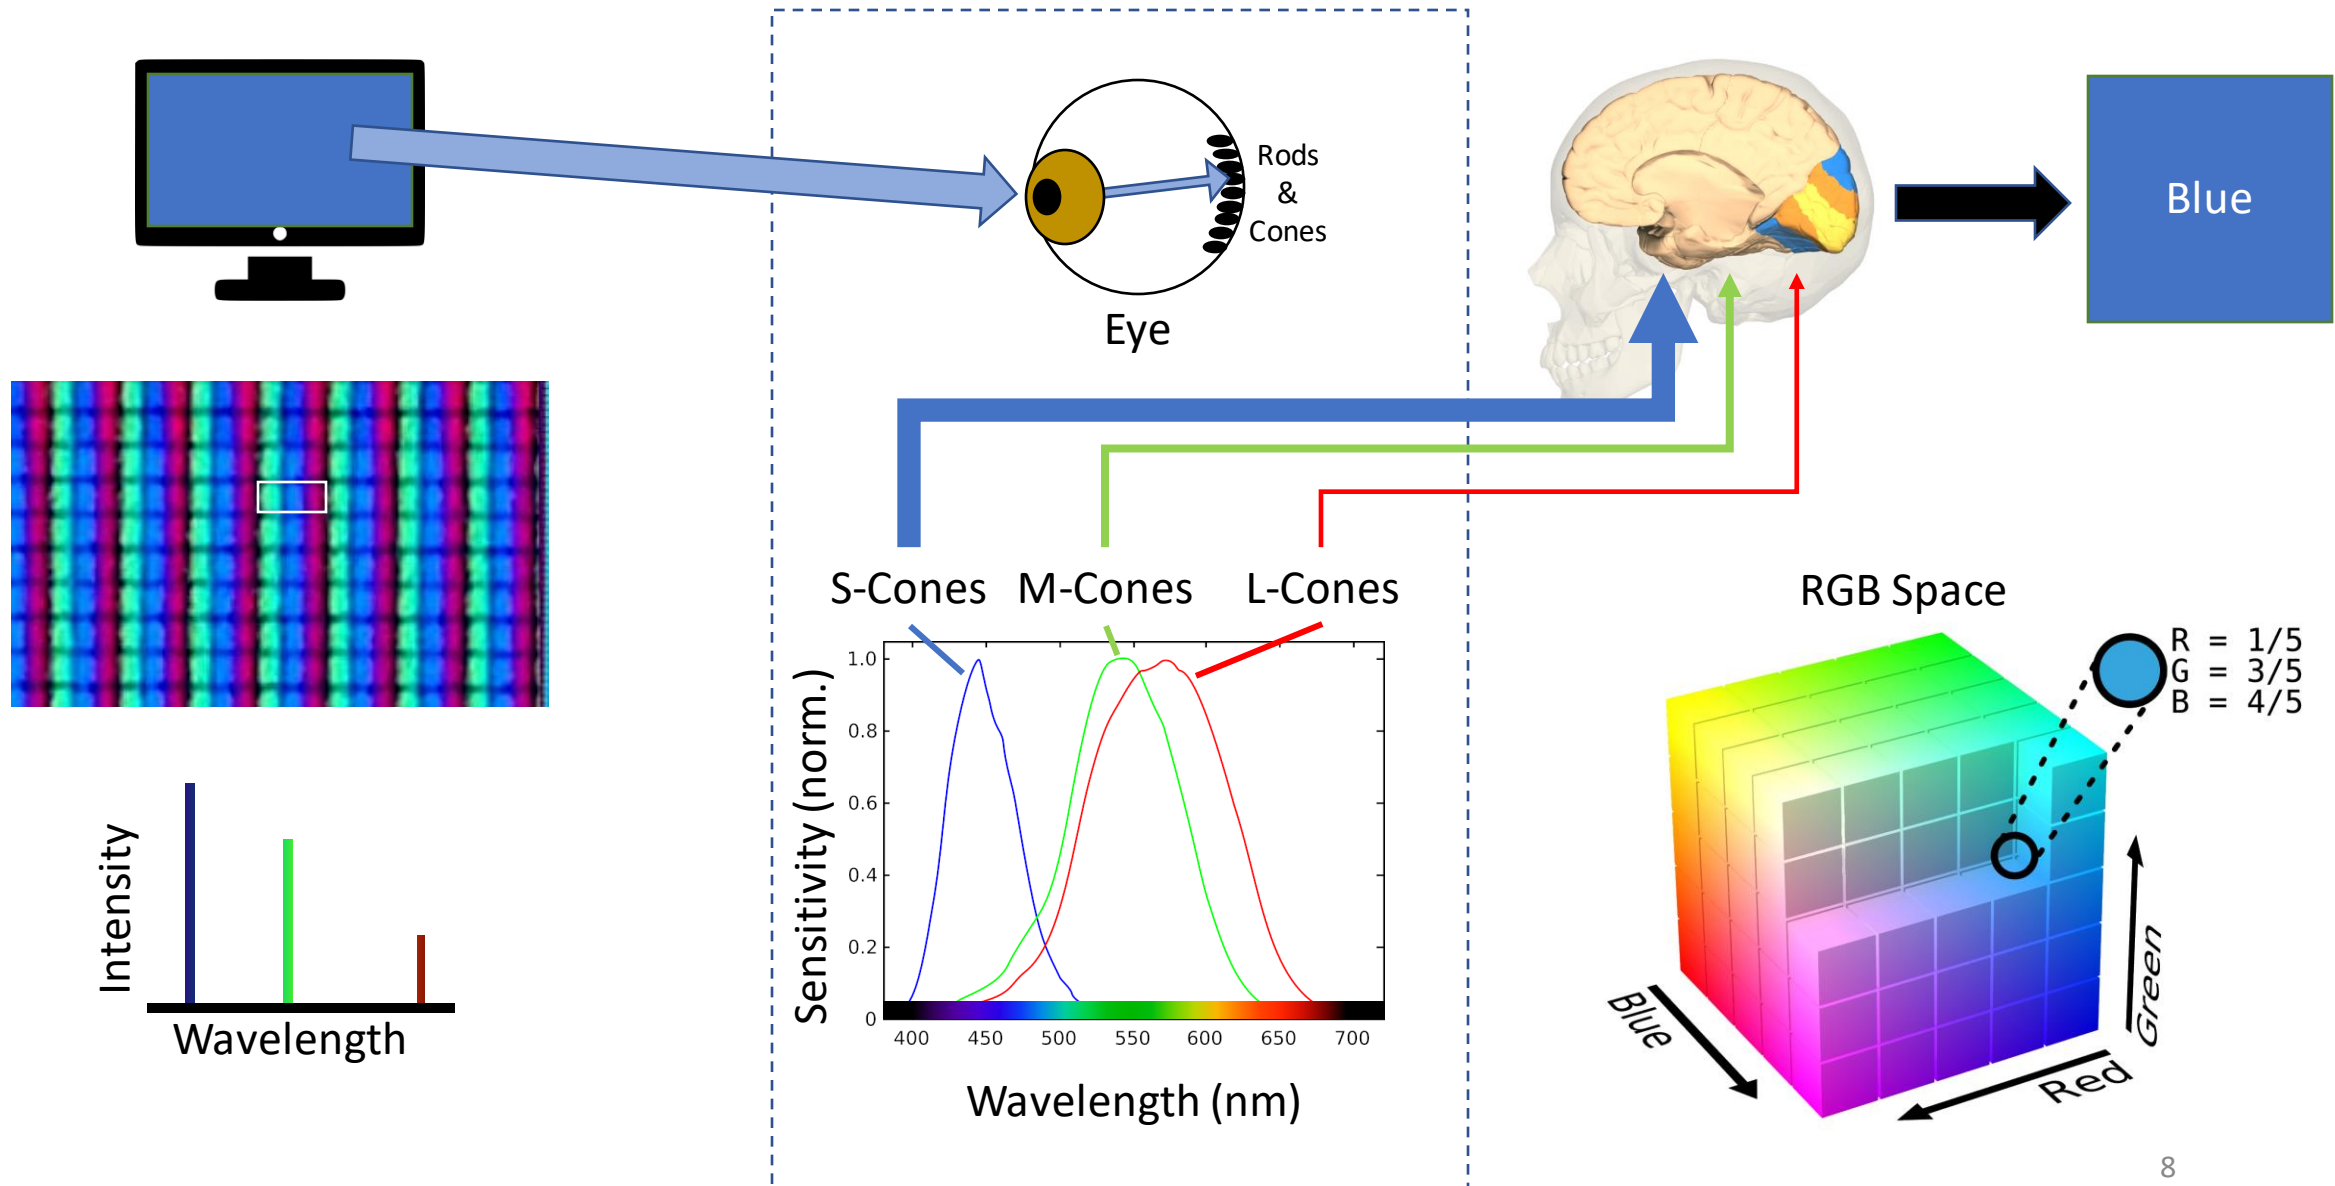 Rods
&
Cones
Eye
Blue
S-Cones
M-Cones
L-Cones
Sensitivity (norm.)
1.0
0.8
0.6
0.4
0.2
0
400 450 500 550 600 650 700
Wavelength (nm)
Intensity
Wavelength
RGB Space
R = 1/5
G = 3/5
B = 4/5
Blue
Red
Green
8